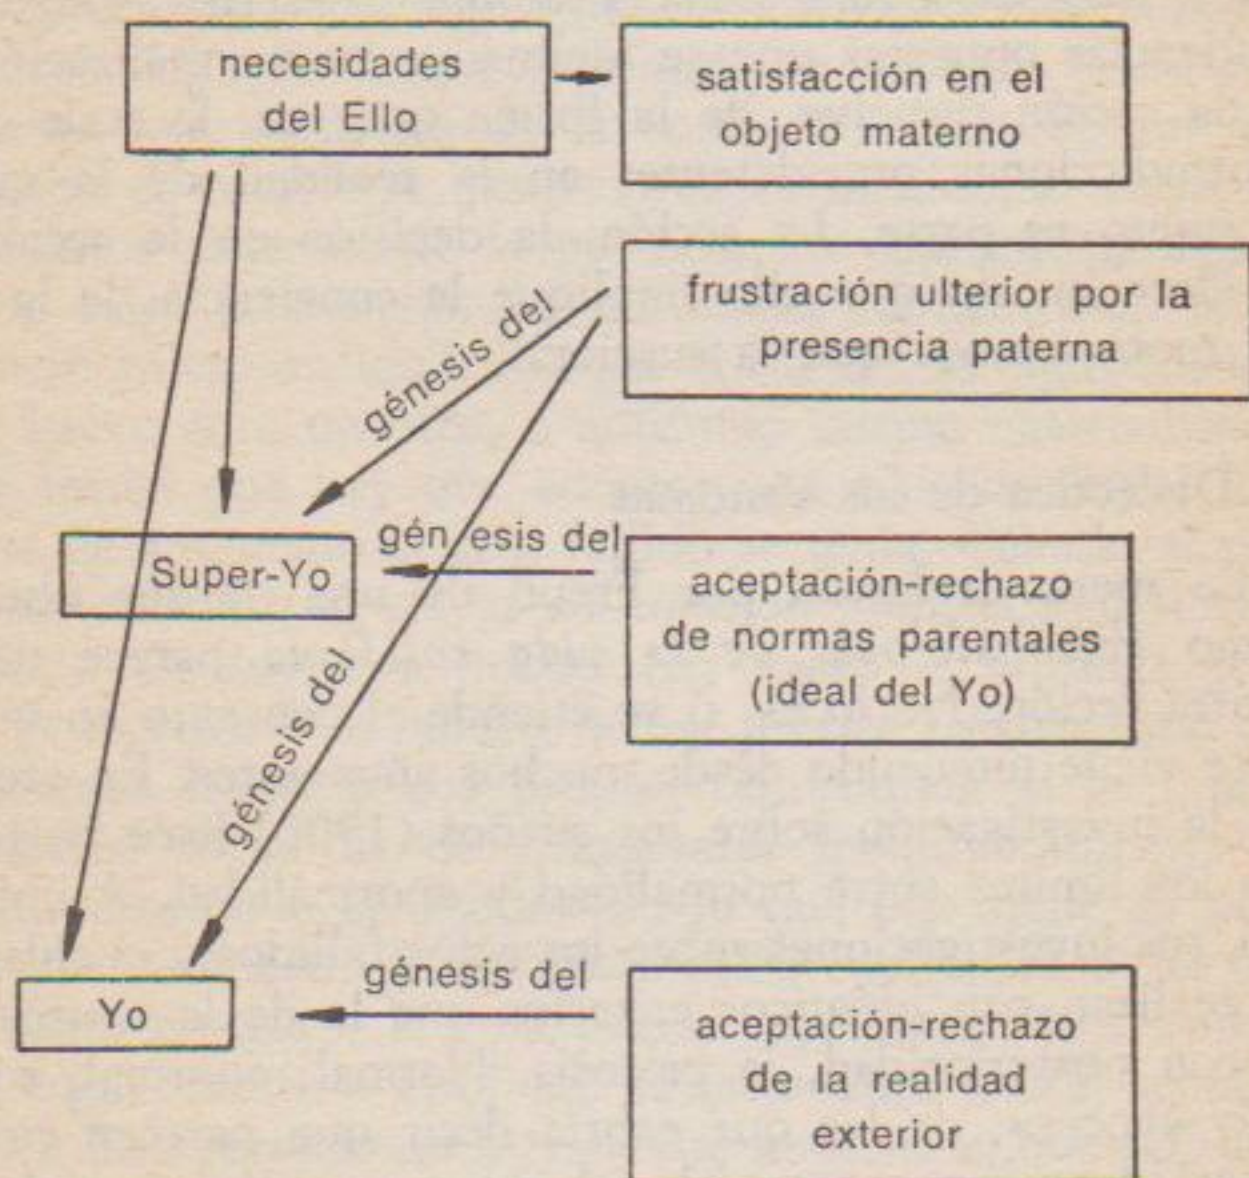 necesidades
del Ello
satisfacción en el
objeto materno
frustración ulterior por la
presencia paterna
génesis del
gén esis del
Super-Yo
aceptación-rechazo
de normas parentales
(ideal del Yo)
génesis del
génesis del
Yo
aceptación-rechazo
de la realidad
exterior